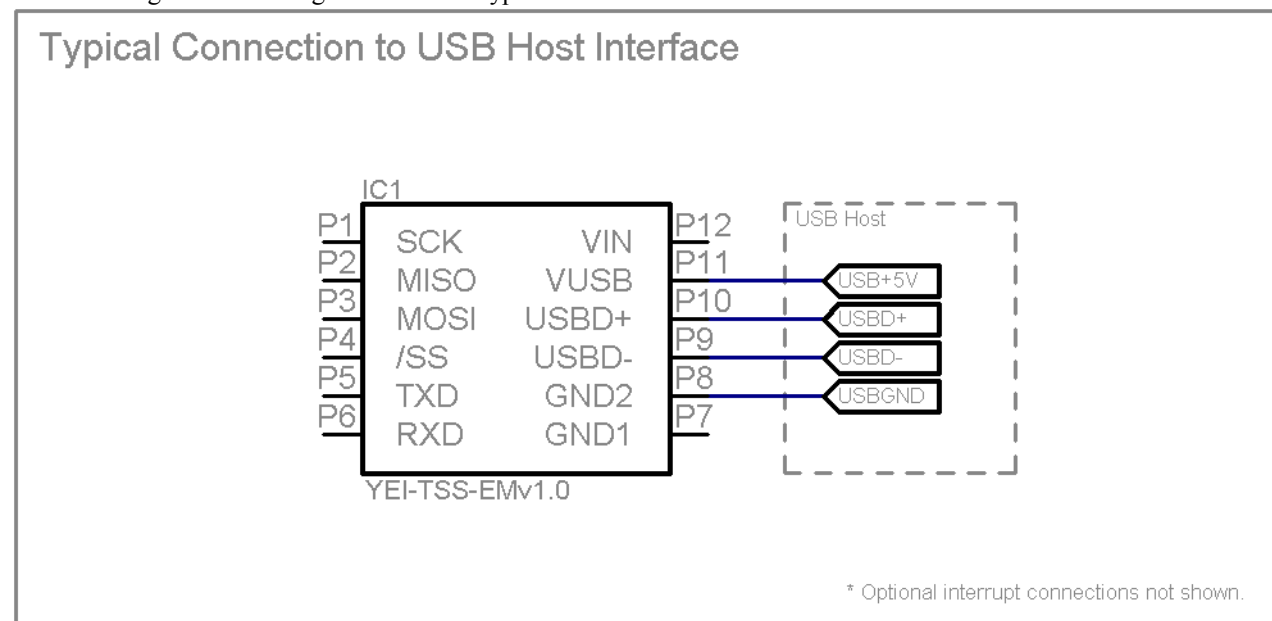 Typical Connection to USB Host Interface
IC1
P1 SCK VIN P12
P2 MISO VUSB P11
P3 MOSI USBD+ P10
P4 /SS USBD- P9
P5 TXD GND2 P8
P6 RXD GND1 P7
YEI-TSS-EMv1.0
USB Host
USB+5V
USBD+
USBD-
USBGND
* Optional interrupt connections not shown.